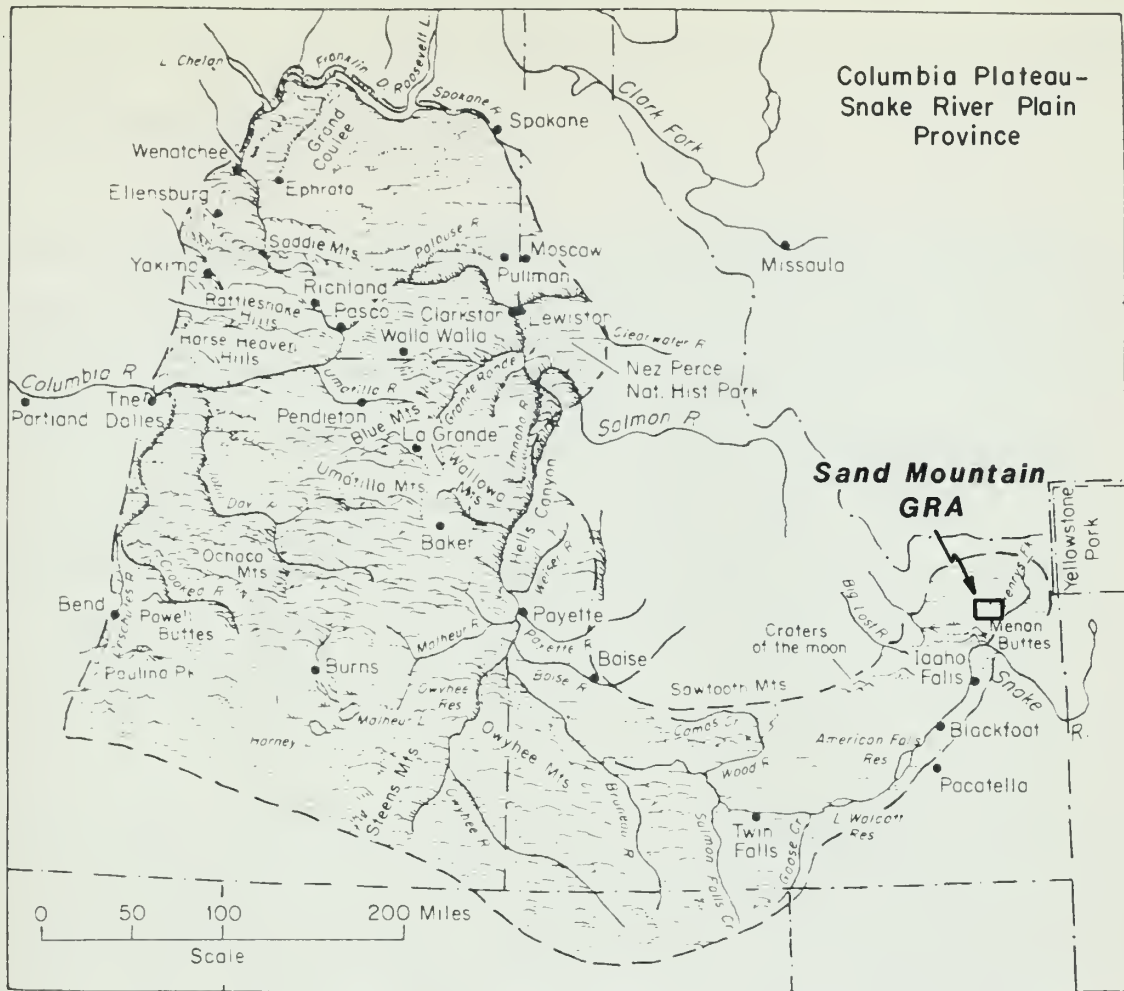 Columbia Plateau-
Snake River Plain
Province
L. Chelan
Franklin D. Roosevelt L.
Spokane R.
Spokane
Clark Fork
Grand
Coulee
Wenatchee
Ephrata
Ellensburg
Saddle Mts.
Palouse R
Moscow
Pullman
Missoula
Yakima
Richland
Rattlesnake
Hills
Pasco
Clarkston
Lewiston
Clearwater R
Horse Heaven
Hills
Walla Walla
Nez Perce
Nat. Hist Park
Columbia R
Umatilla R
Grande Ronde
The
Dalles
Portland
Pendleton
Blue Mts
Imnaha R
Salmon R
La Grande
Sand Mountain
GRA
Umatilla Mts
Wallowa
Mts
John Day R
Hells Canyon
Yellowstone
Park
Baker
Ochoco
Mts
Weiser R
Henrys Fk
Crooked R
Big Lost R
Bend
Deschutes R
Powell
Buttes
Malheur R
Payette
Menan
Buttes
Craters
of the moon
Payette R
Boise
Idaho
Falls
Paulina Pk
Burns
Boise R
Snake
R.
Owyhee
Res
Sawtooth Mts
Malheur L
Camas Cr
Blackfoot
Harney
Owyhee Mts
American Falls
Res
Wood R
Steens Mts
Pocatella
Owyhee R
Bruneau R
Salmon Falls Cr
Twin
Falls
Goose Cr
L Walcott
Res
0 50 100 200 Miles
Scale